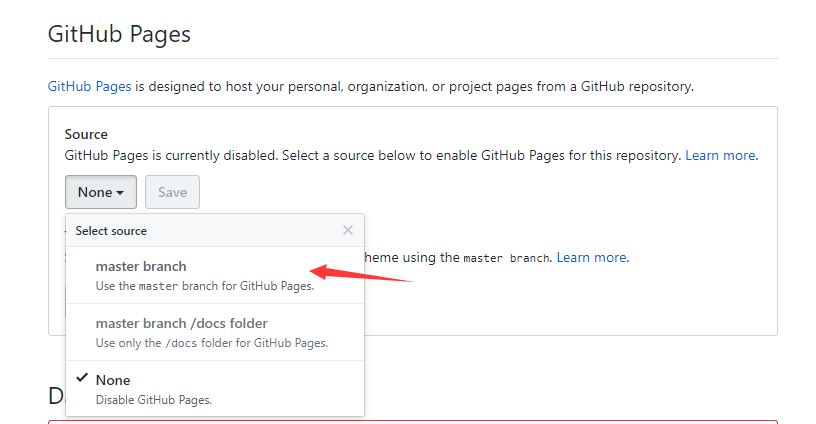 GitHub Pages
GitHub Pages is designed to host your personal, organization, or project pages from a GitHub repository.
Source
GitHub Pages is currently disabled. Select a source below to enable GitHub Pages for this repository. Learn more.
None
Save
Select source
master branch
Use the master branch for GitHub Pages.
heme using the master branch. Learn more.
master branch /docs folder
Use only the /docs folder for GitHub Pages.
None
Disable GitHub Pages.
D